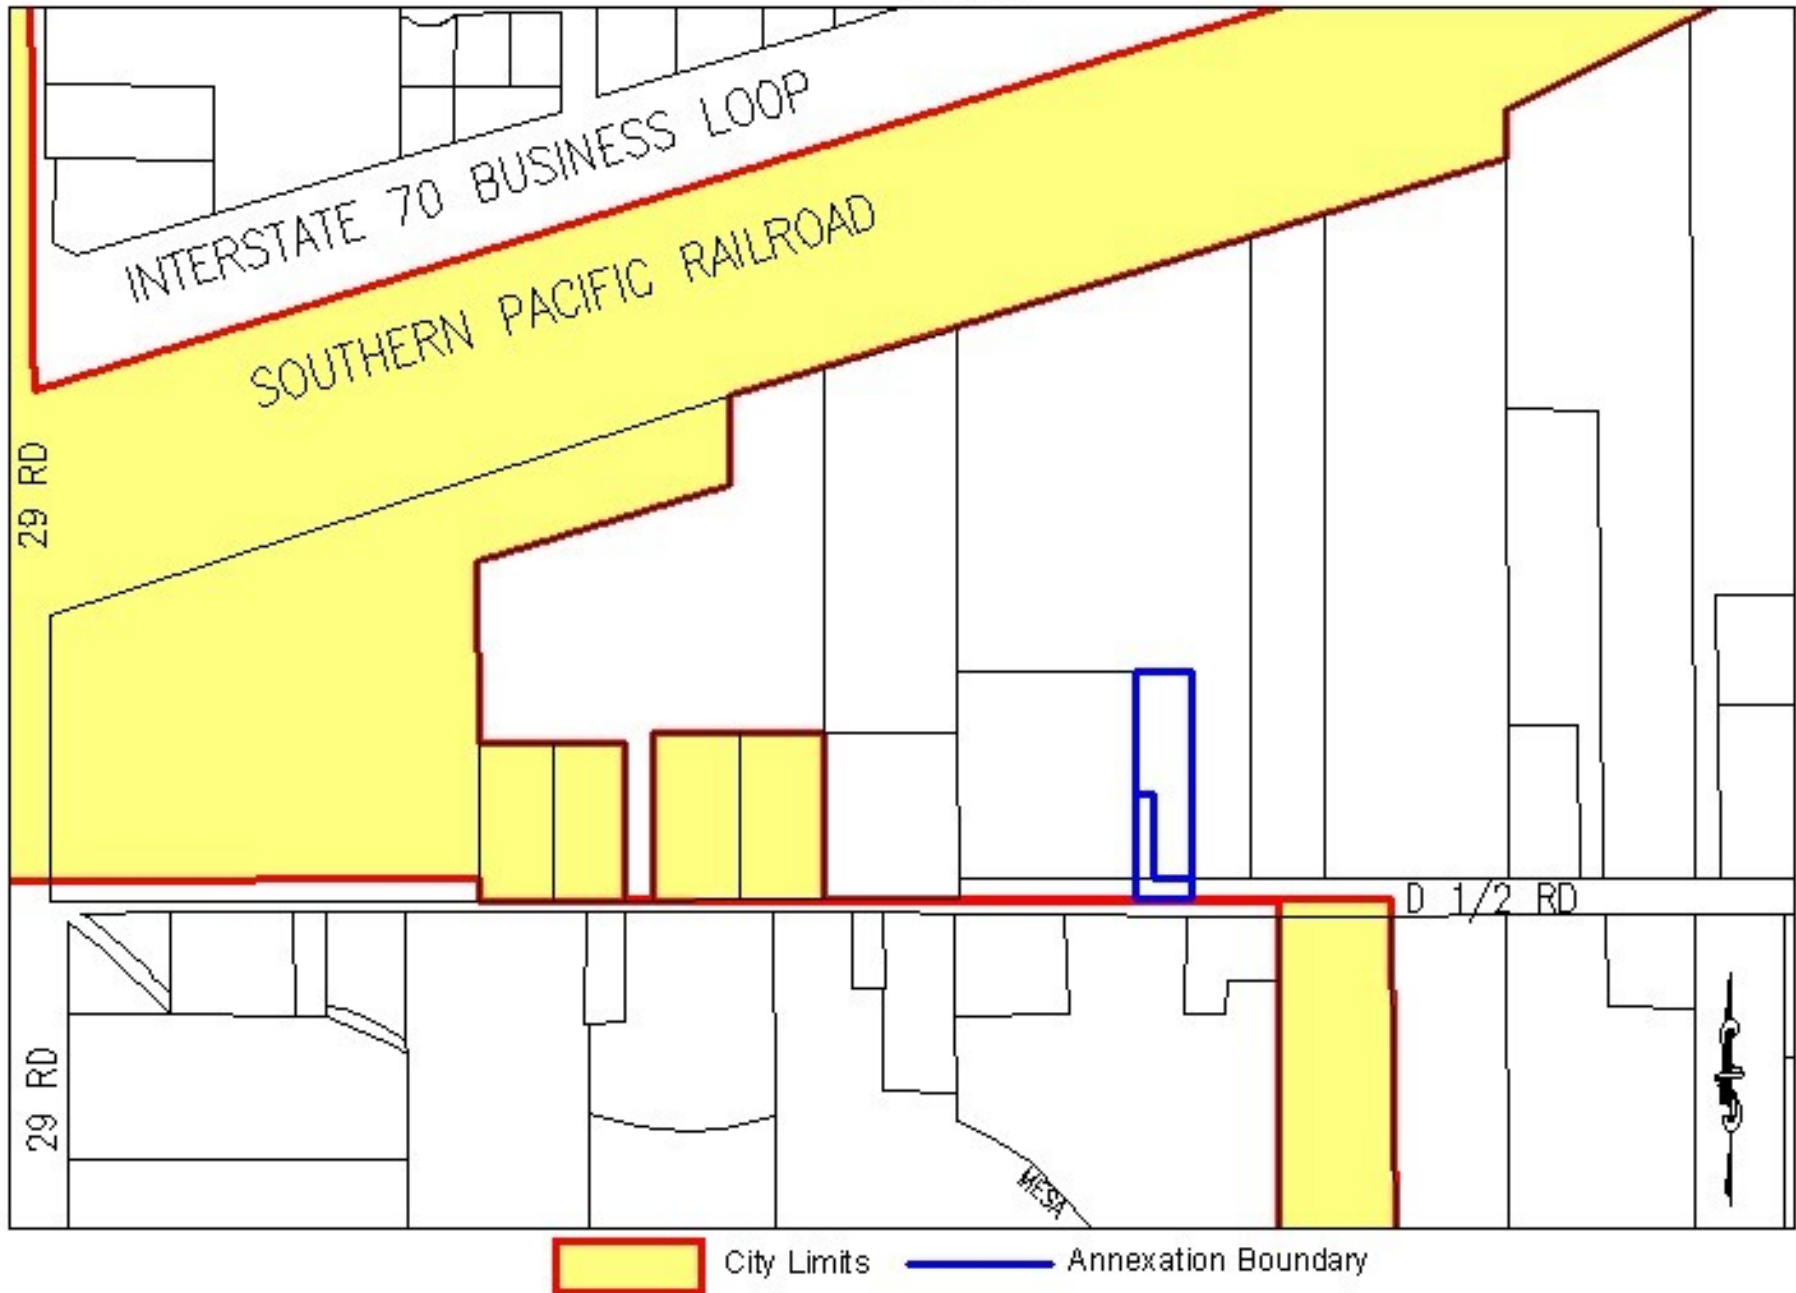 INTERSTATE 70 BUSINESS LOOP
SOUTHERN PACIFIC RAILROAD
29 RD
D 1/2 RD
29 RD
MESA
City Limits
Annexation Boundary